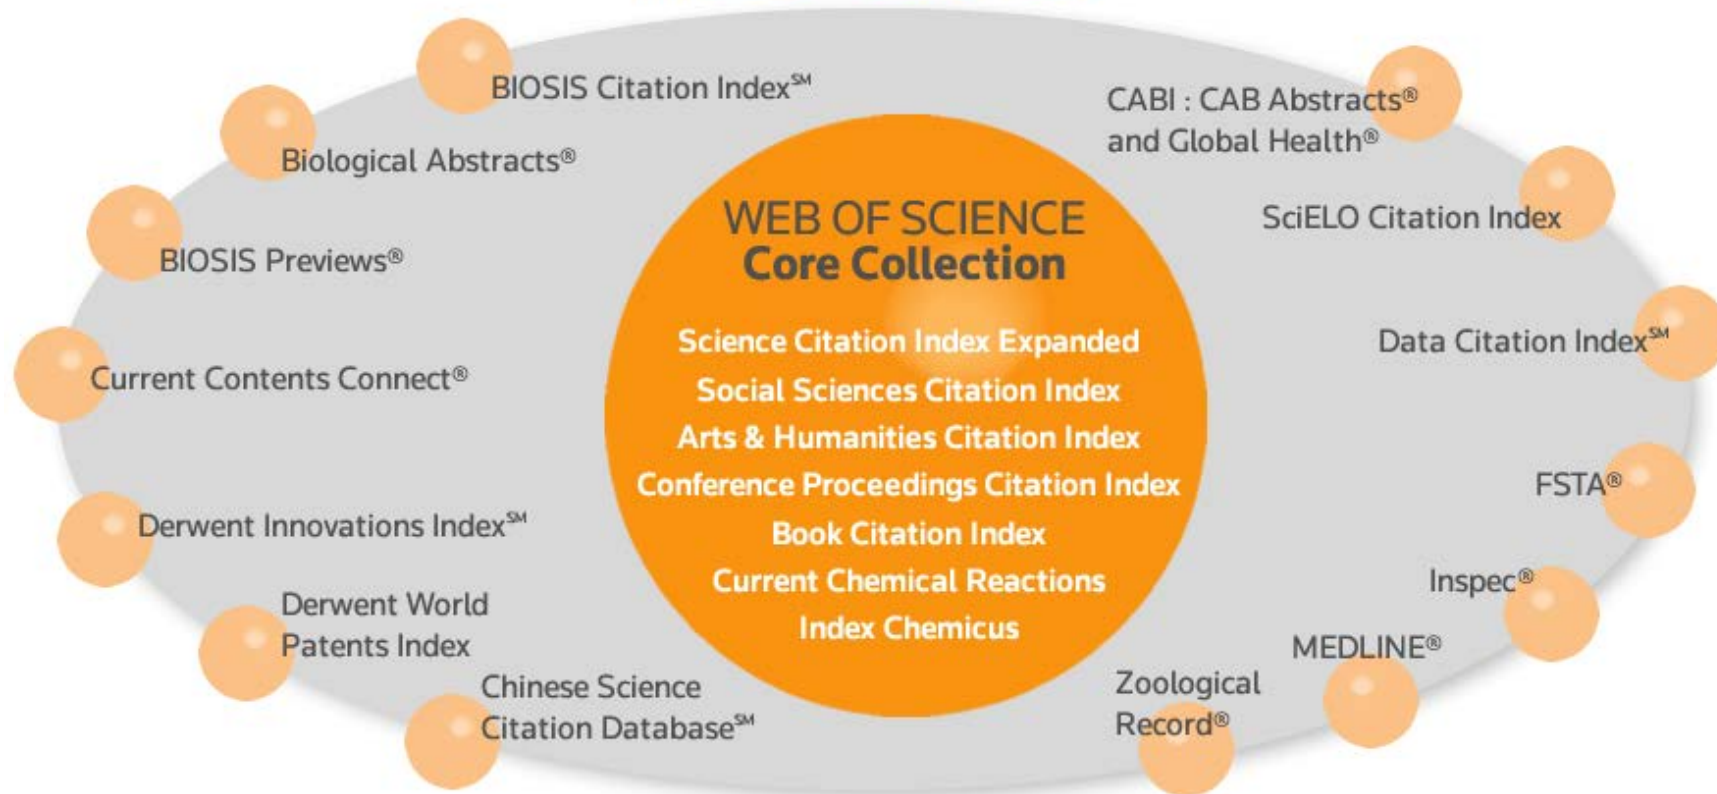 BIOSIS Citation Index℠
Biological Abstracts®
BIOSIS Previews®
Current Contents Connect®
Derwent Innovations Index℠
Derwent World
Patents Index
Chinese Science
Citation Database℠
WEB OF SCIENCE
Core Collection
Science Citation Index Expanded
Social Sciences Citation Index
Arts & Humanities Citation Index
Conference Proceedings Citation Index
Book Citation Index
Current Chemical Reactions
Index Chemicus
CABI : CAB Abstracts®
and Global Health®
SciELO Citation Index
Data Citation Index℠
FSTA®
Inspec®
MEDLINE®
Zoological
Record®